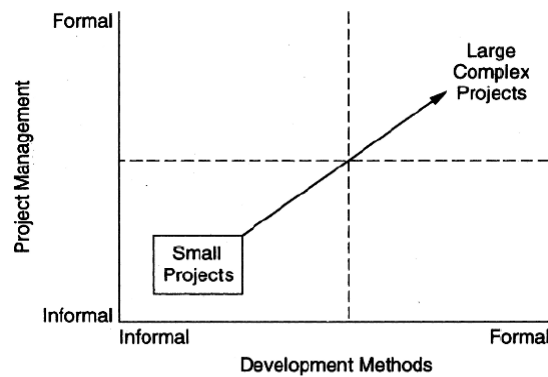 Formal
Large
Complex
Projects
Project Management
Small
Projects
Informal
Informal
Formal
Development Methods